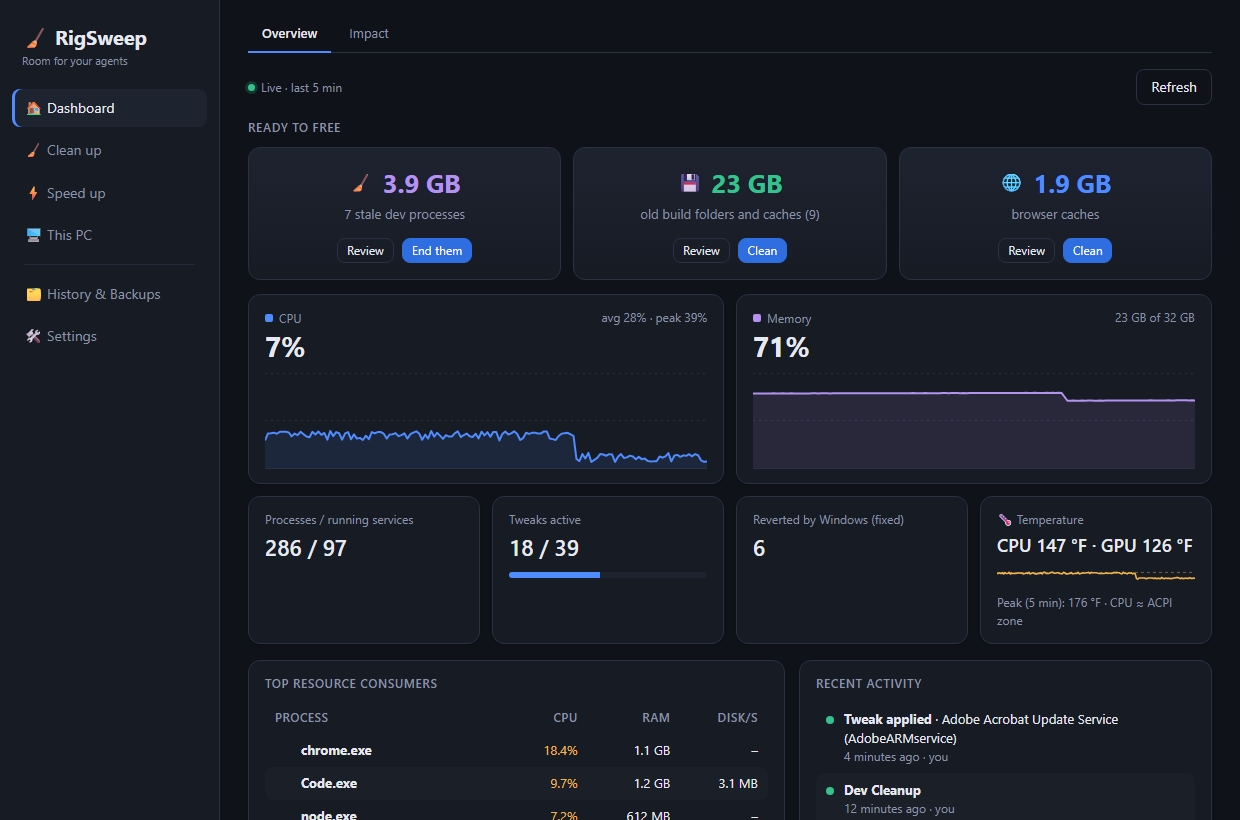 RigSweep
Room for your agents
Dashboard
Clean up
Speed up
This PC
History & Backups
Settings
Overview Impact
Live · last 5 min
Refresh
READY TO FREE
3.9 GB
7 stale dev processes
Review End them
23 GB
old build folders and caches (9)
Review Clean
1.9 GB
browser caches
Review Clean
CPU avg 28% · peak 39%
7%
Memory 23 GB of 32 GB
71%
Processes / running services
286 / 97
Tweaks active
18 / 39
Reverted by Windows (fixed)
6
Temperature
CPU 147 °F · GPU 126 °F
Peak (5 min): 176 °F · CPU ≈ ACPI
zone
TOP RESOURCE CONSUMERS
PROCESS CPU RAM DISK/S
chrome.exe 18.4% 1.1 GB –
Code.exe 9.7% 1.2 GB 3.1 MB
node.exe 7.2% 612 MB –
RECENT ACTIVITY
Tweak applied · Adobe Acrobat Update Service
(AdobeARMservice)
4 minutes ago · you
Dev Cleanup
12 minutes ago · you